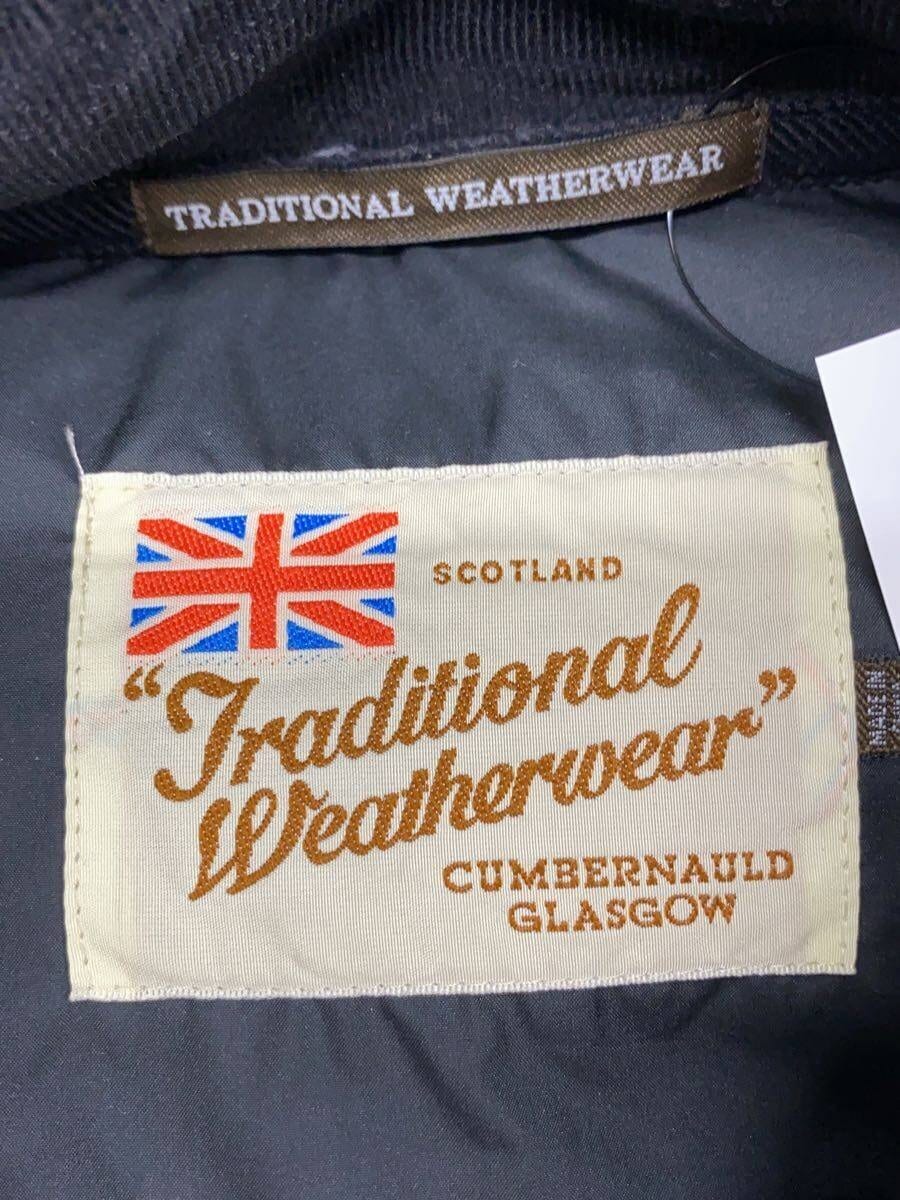 TRADITIONAL WEATHERWEAR
SCOTLAND
"Traditional
Weatherwear"
CUMBERNAULD
GLASGOW